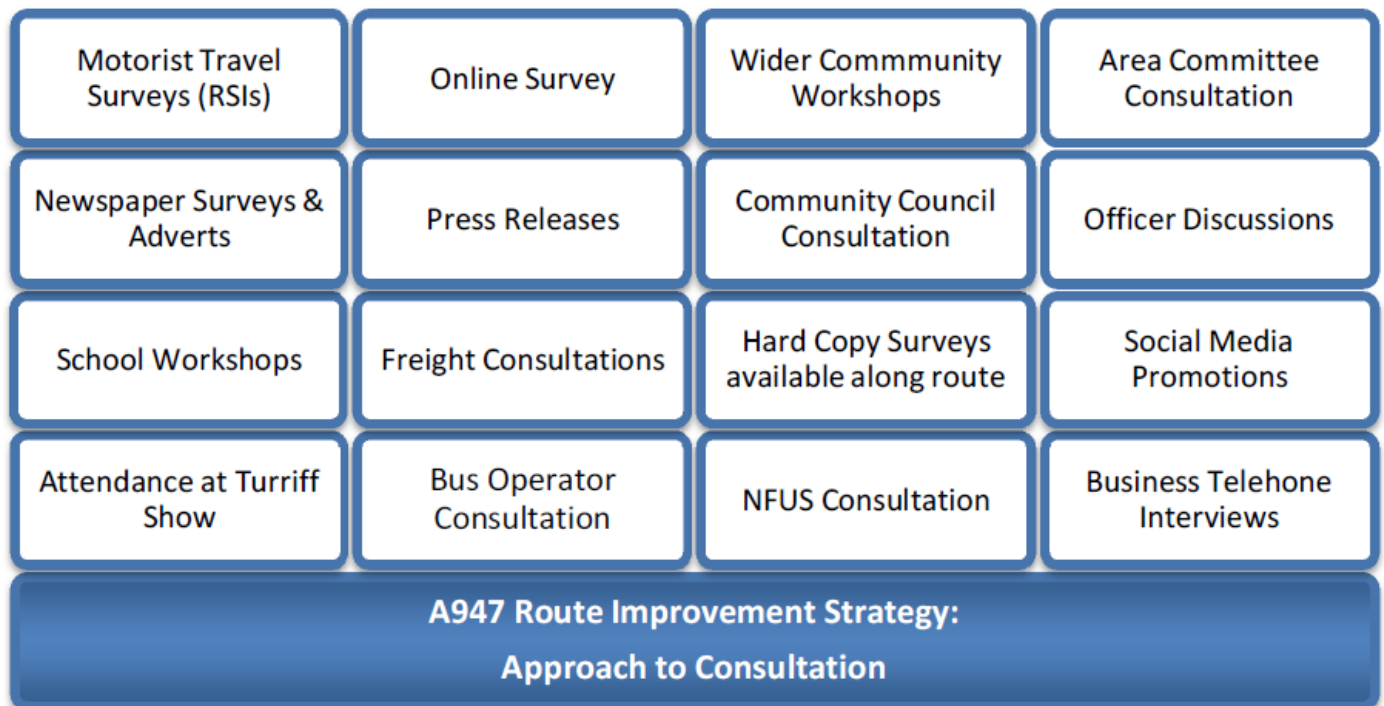 Motorist Travel
Surveys (RSIs)
Online Survey
Wider Commmunity
Workshops
Area Committee
Consultation
Newspaper Surveys &
Adverts
Press Releases
Community Council
Consultation
Officer Discussions
School Workshops
Freight Consultations
Hard Copy Surveys
available along route
Social Media
Promotions
Attendance at Turriff
Show
Bus Operator
Consultation
NFUS Consultation
Business Telehone
Interviews
A947 Route Improvement Strategy:
Approach to Consultation